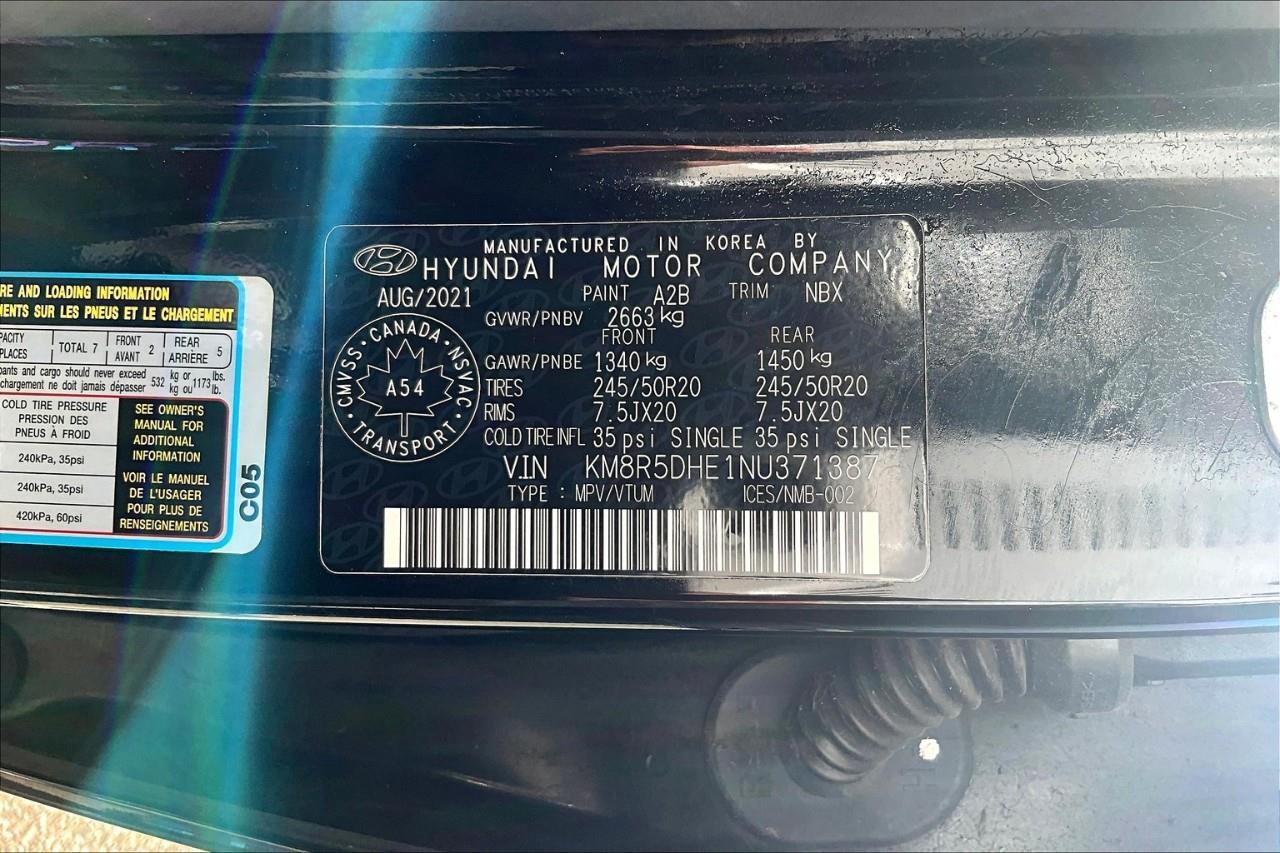 RE AND LOADING INFORMATION
MENTS SUR LES PNEUS ET LE CHARGEMENT
PACITY
PLACES
TOTAL 7
FRONT
AVANT 2
REAR
ARRIÈRE 5
pants and cargo should never exceed 532 kg or 1173 lbs.
chargement ne doit jamais dépasser kg ou lb.
COLD TIRE PRESSURE
PRESSION DES
PNEUS À FROID
240kPa, 35psi
240kPa, 35psi
420kPa, 60psi
SEE OWNER'S
MANUAL FOR
ADDITIONAL
INFORMATION
VOIR LE MANUEL
DE L'USAGER
POUR PLUS DE
RENSEIGNEMENTS
C05
MANUFACTURED IN KOREA BY
HYUNDAI MOTOR COMPANY
AUG/2021 PAINT A2B TRIM NBX
GVWR/PNBV 2663 kg
FRONT REAR
GAWR/PNBE 1340 kg 1450 kg
TIRES 245/50R20 245/50R20
RIMS 7.5JX20 7.5JX20
COLD TIRE INFL 35 psi SINGLE 35 psi SINGLE
V.I.N KM8R5DHE1NU371387
TYPE : MPV/VTUM ICES/NMB-002
CMVSS • CANADA • NSVAC • TRANSPORT •
A54